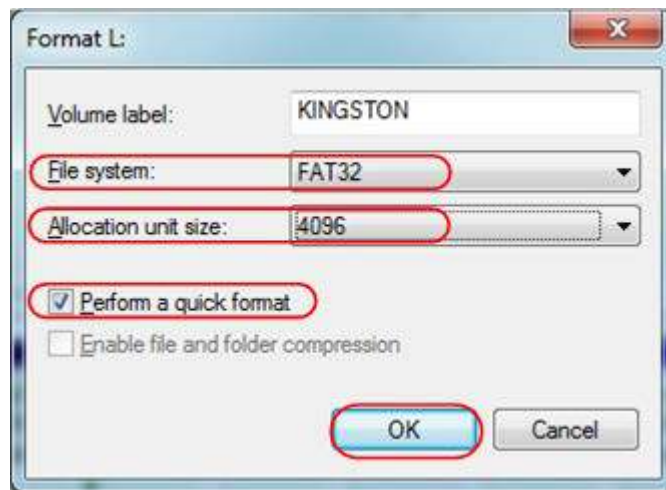 Format L:
Volume label: KINGSTON
File system: FAT32
Allocation unit size: 4096
Perform a quick format
Enable file and folder compression
OK Cancel